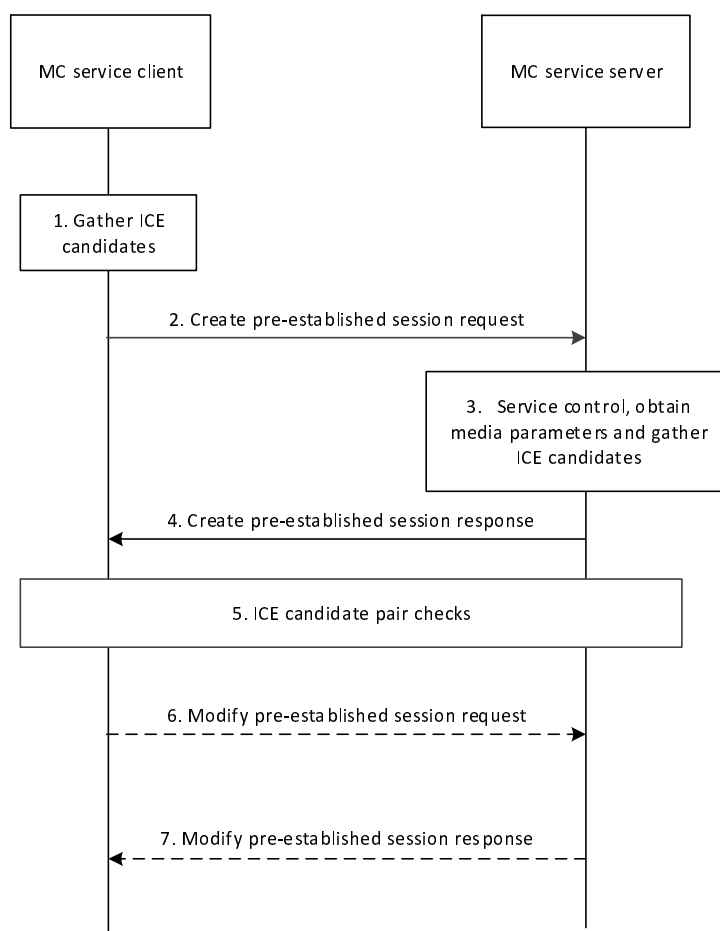 MC service client
MC service server
1. Gather ICE
candidates
2. Create pre-established session request
3. Service control, obtain
media parameters and gather
ICE candidates
4. Create pre-established session response
5. ICE candidate pair checks
6. Modify pre-established session request
7. Modify pre-established session response